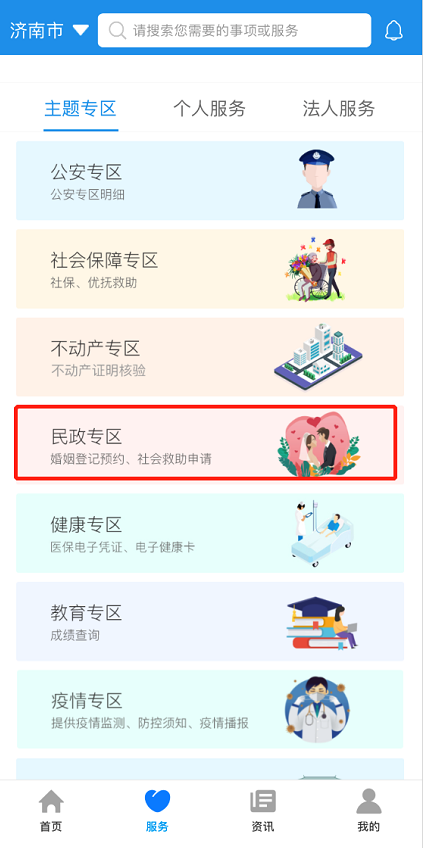 济南市 请搜索您需要的事项或服务
主题专区 个人服务 法人服务
公安专区
公安专区明细
社会保障专区
社保、优抚救助
不动产专区
不动产证明核验
民政专区
婚姻登记预约、社会救助申请
健康专区
医保电子凭证、电子健康卡
教育专区
成绩查询
疫情专区
提供疫情监测、防控须知、疫情播报
首页 服务 资讯 我的